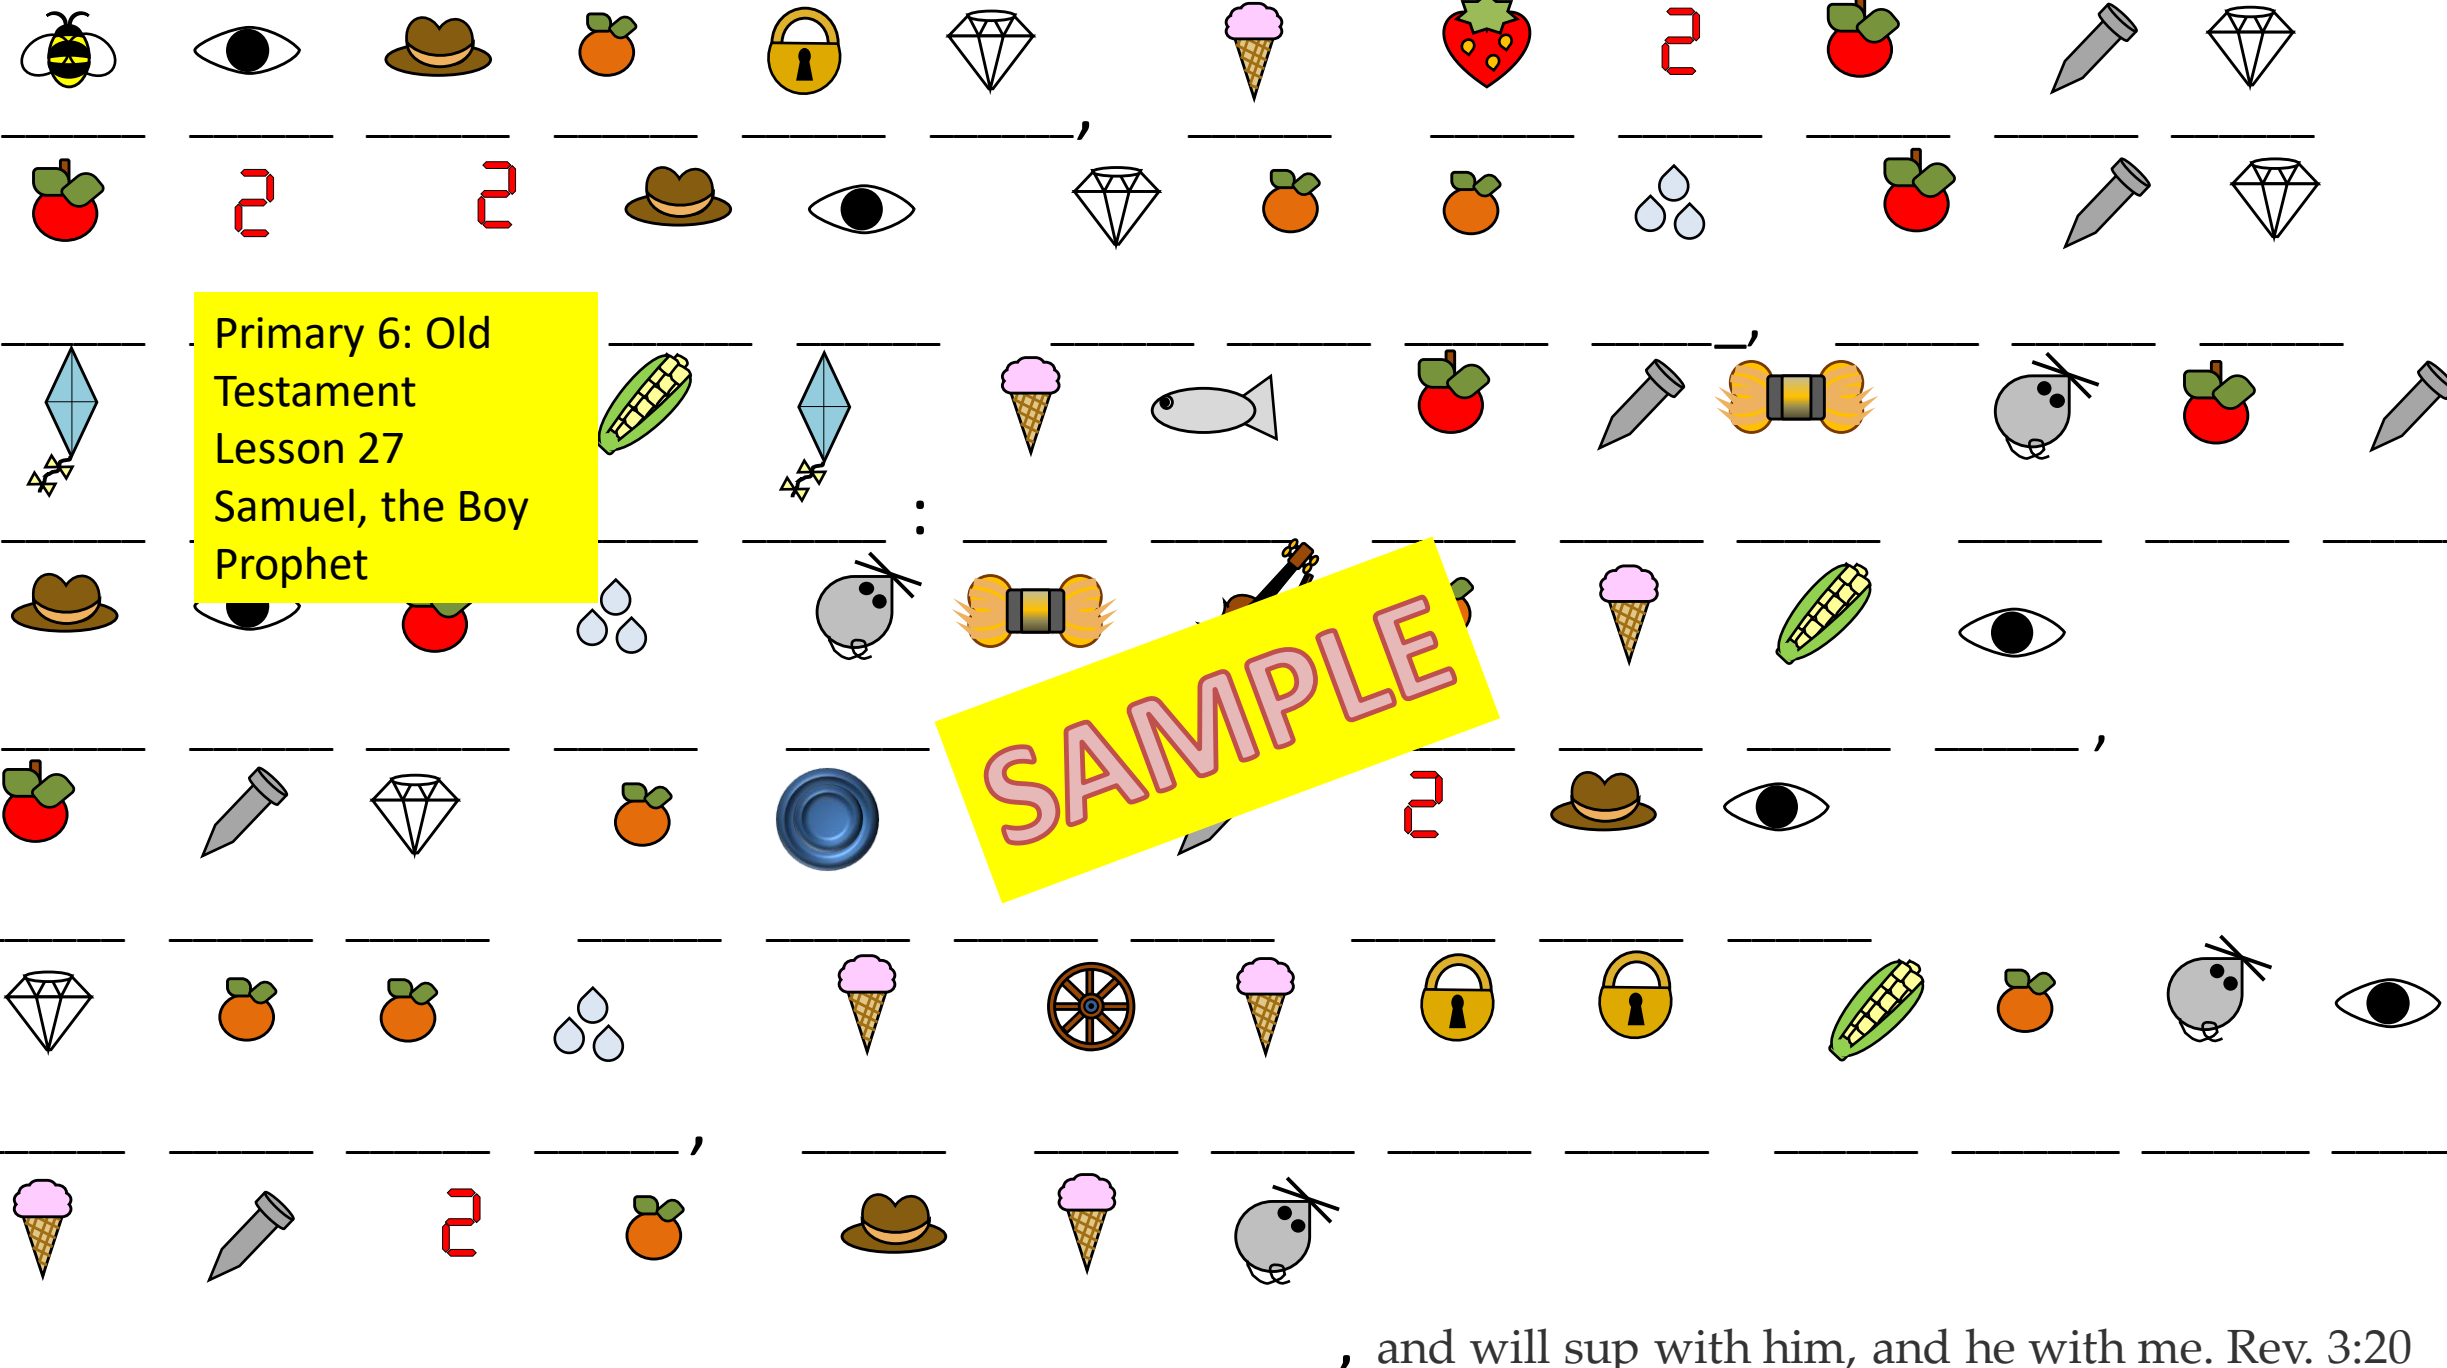 Primary 6: Old
Testament
Lesson 27
Samuel, the Boy
Prophet
SAMPLE
, and will sup with him, and he with me. Rev. 3:20